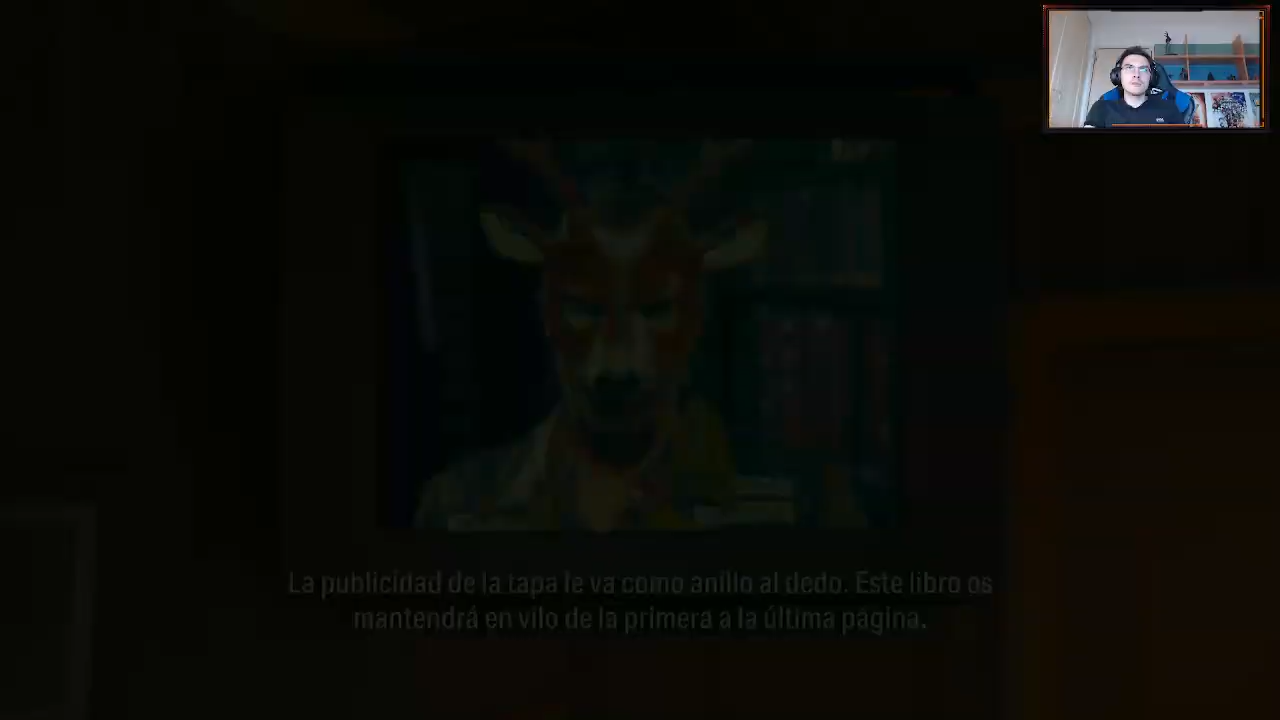 La publicidad de la tapa le va como anillo al dedo. Este libro os
mantendrá en vilo de la primera a la última página.